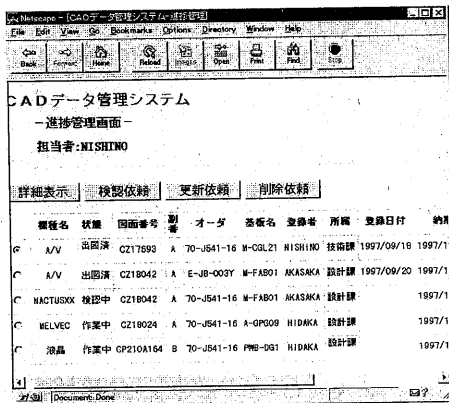 Netscape - [CADデータ管理システム-進捗管理]
File Edit View Go Bookmarks Options Directory Window Help
Back Forward Home Reload Images Open Print Find Stop
CADデータ管理システム
－進捗管理画面－
担当者:NISHINO
詳細表示 検認依頼 更新依頼 削除依頼
機種名 状態 図面番号 副番 オーダ 基板名 登録者 所属 登録日付 納期
A/V 出図済 CZ17693 A 70-J541-16 M-CGL21 NISHINO 技術課 1997/09/18 1997/1
A/V 出図済 CZ18042 A E-JB-003Y M-FAB01 AKASAKA 設計課 1997/09/20 1997/1
MACTUSXX 検認中 CZ18042 A 70-J541-16 M-FAB01 AKASAKA 設計課 1997/1
MELVEC 作業中 CZ18024 A 70-J541-16 A-GPG09 HIDAKA 設計課 1997/1
液晶 作業中 CP210A164 B 70-J541-16 PWB-DG1 HIDAKA 設計課 1997/1
Document: Done